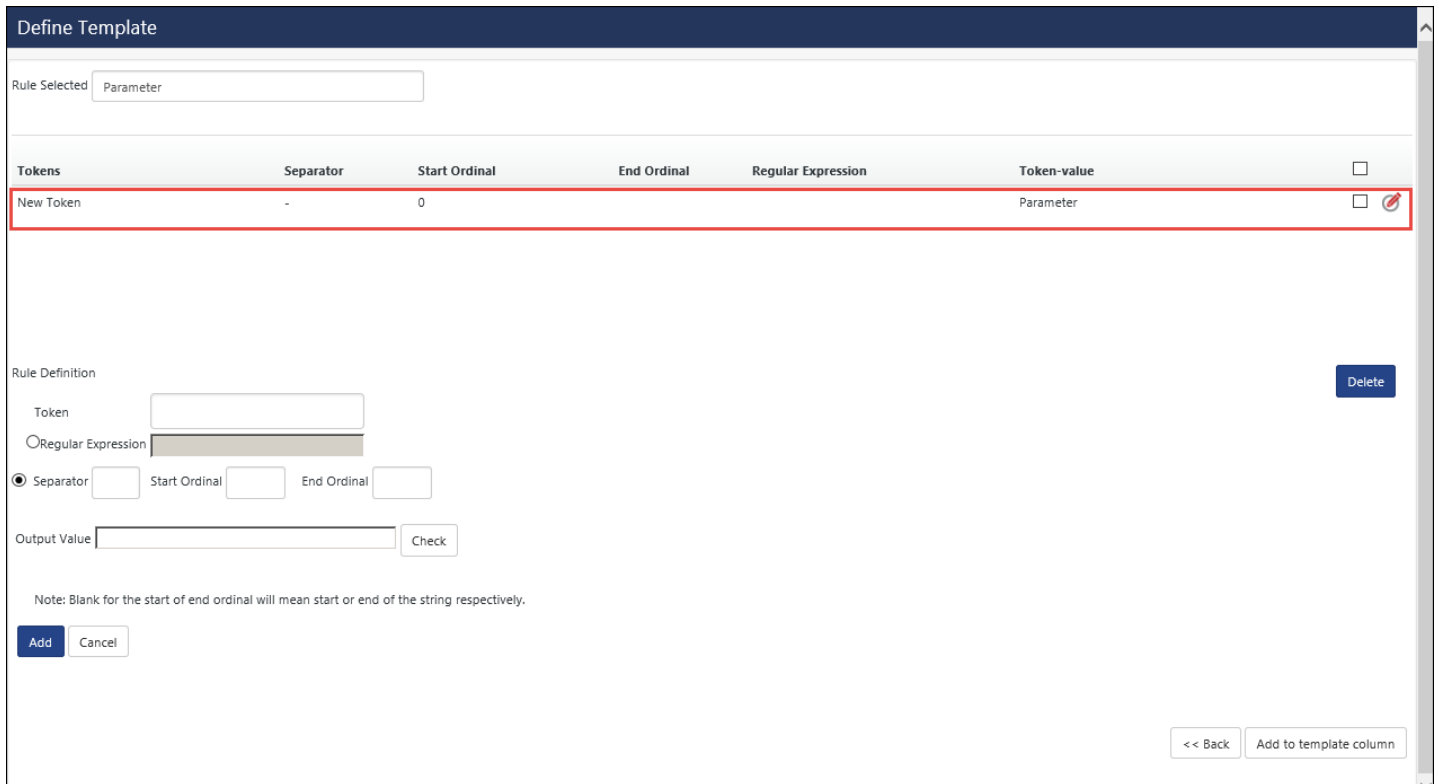 Define Template
Rule Selected Parameter
Tokens Separator Start Ordinal End Ordinal Regular Expression Token-value
New Token - 0 Parameter
Rule Definition
Delete
Token
Regular Expression
Separator Start Ordinal End Ordinal
Output Value Check
Note: Blank for the start of end ordinal will mean start or end of the string respectively.
Add Cancel
<< Back Add to template column